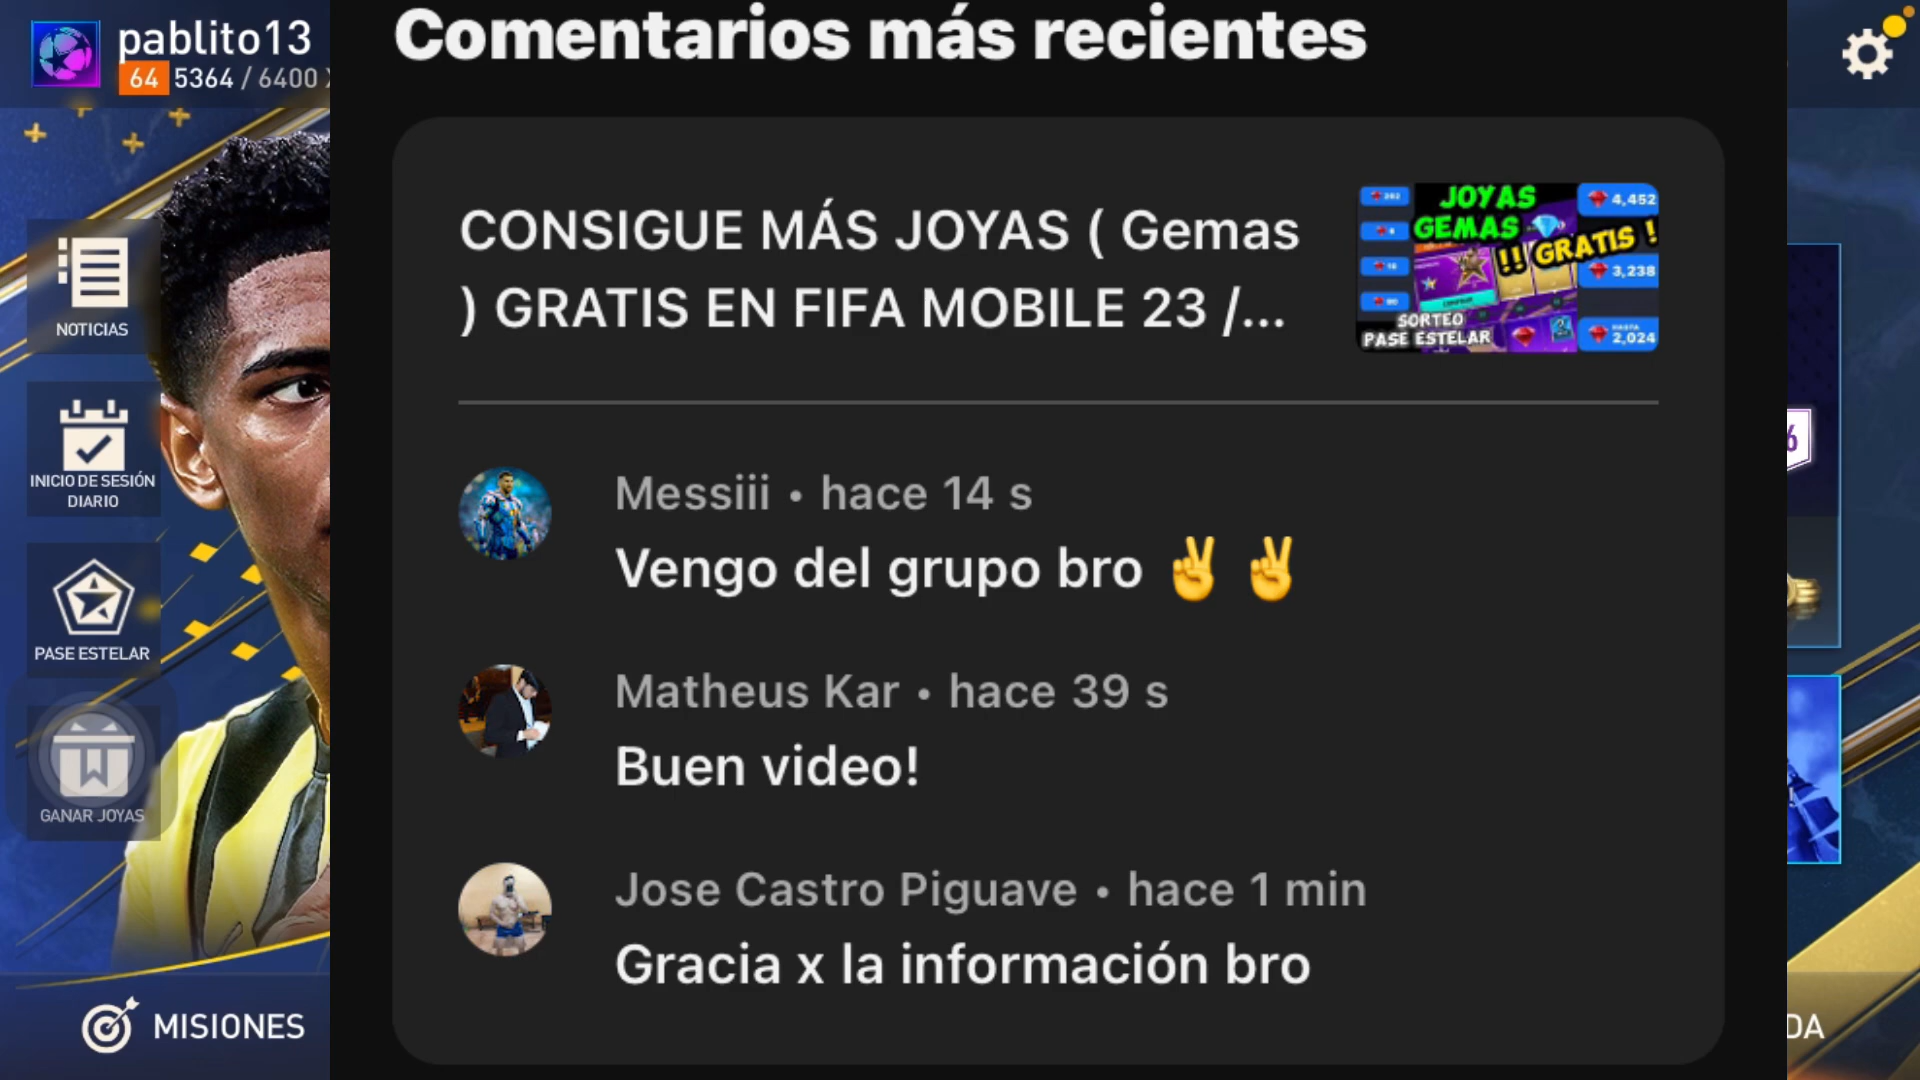 pablito13
64 5364 / 6400
NOTICIAS
INICIO DE SESIÓN
DIARIO
PASE ESTELAR
GANAR JOYAS
MISIONES
Comentarios más recientes
CONSIGUE MÁS JOYAS ( Gemas
) GRATIS EN FIFA MOBILE 23 /...
JOYAS
GEMAS
!! GRATIS !
SORTEO
PASE ESTELAR
4,452
3,238
HASTA
2,024
Messiii • hace 14 s
Vengo del grupo bro ✌️ ✌️
Matheus Kar • hace 39 s
Buen video!
Jose Castro Piguave • hace 1 min
Gracia x la información bro
DA